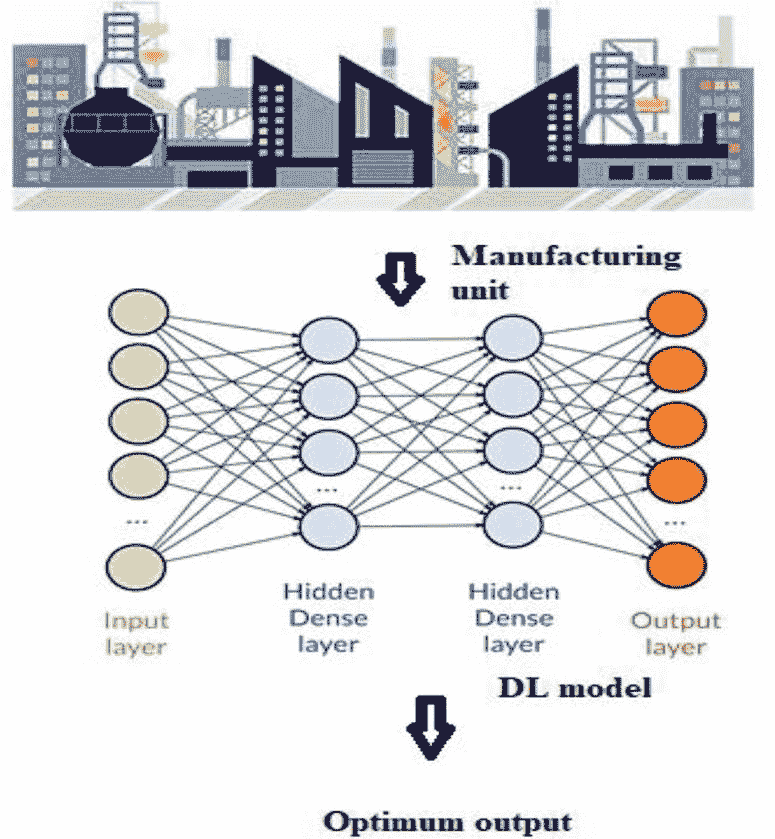 Manufacturing
unit
...
...
...
...
Input
layer
Hidden
Dense
layer
Hidden
Dense
layer
Output
layer
DL model
Optimum output